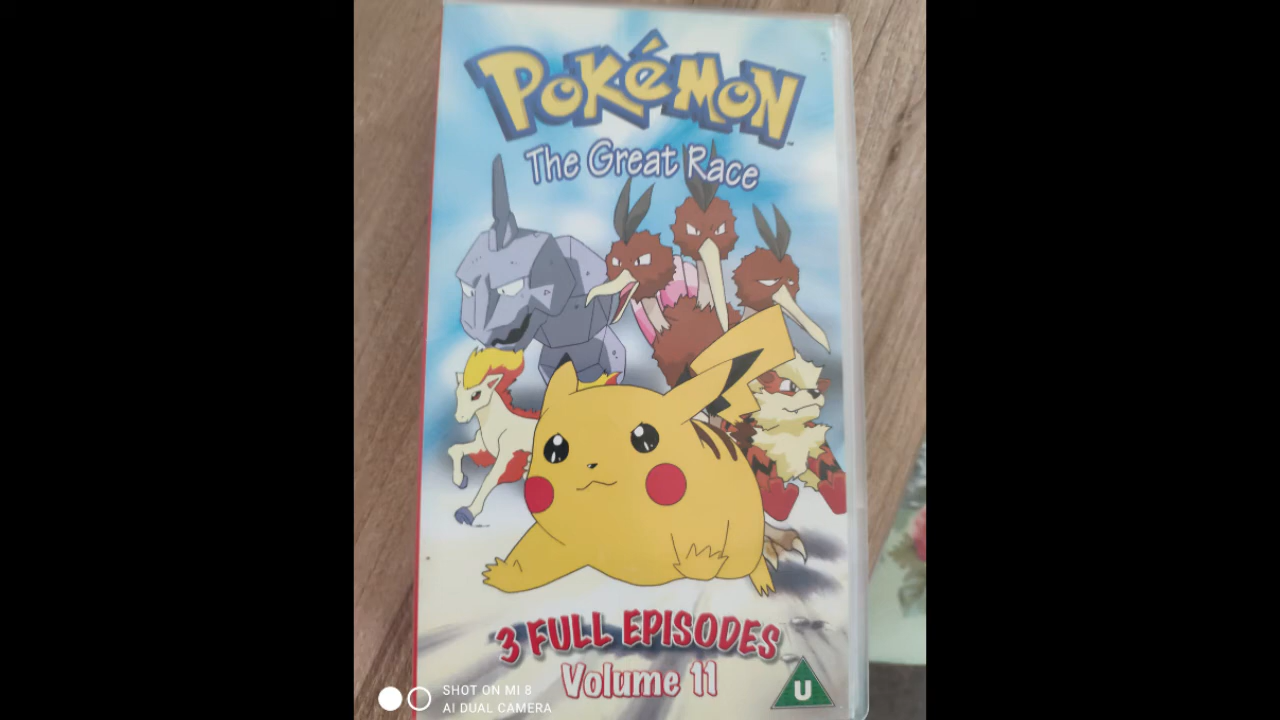 POKéMON
The Great Race
3 FULL EPISODES
Volume 11
U
SHOT ON MI 8
AI DUAL CAMERA